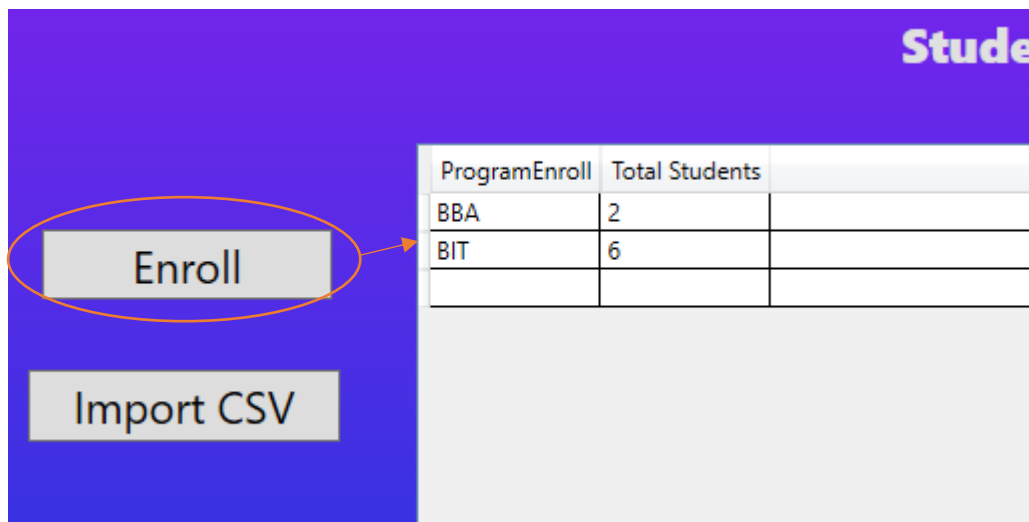 Stude
ProgramEnroll Total Students
BBA 2
BIT 6
Enroll
Import CSV